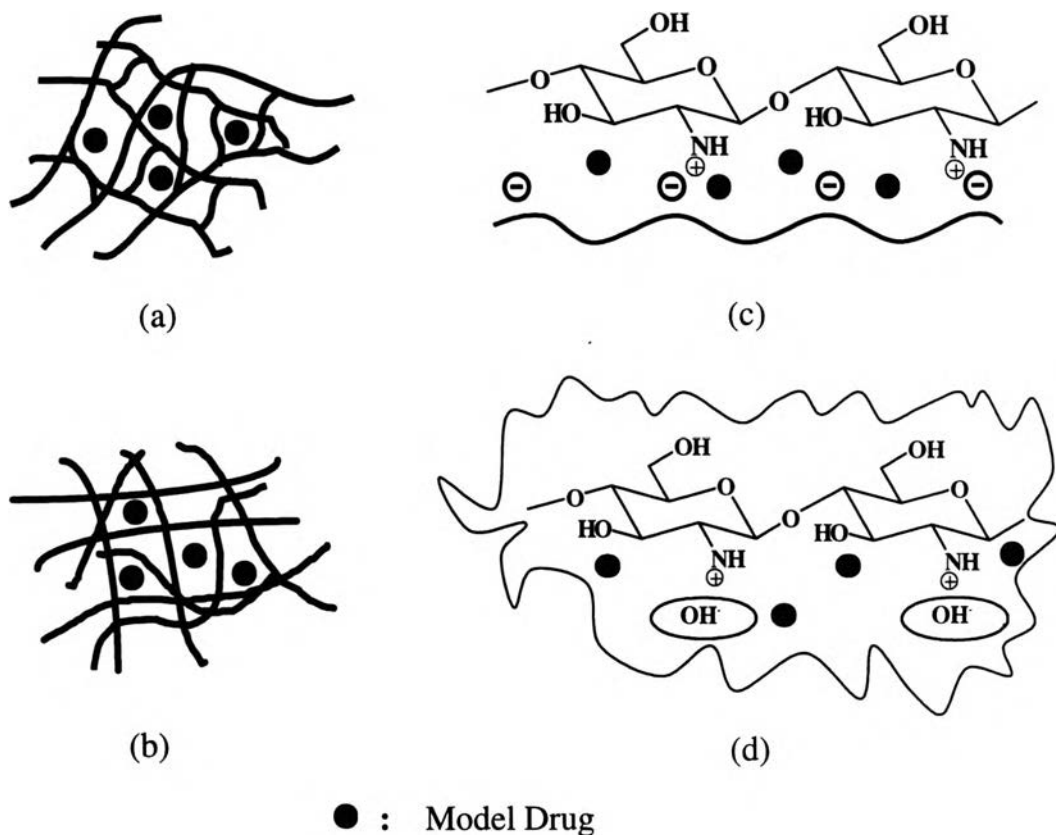 OH
OH
O
O
O
O
HO
HO
NH
NH
+
+
- - - -
(a)
(c)
OH
OH
O
O
O
O
HO
HO
NH
NH
+
+
OH-
OH-
(b)
(d)
● : Model Drug